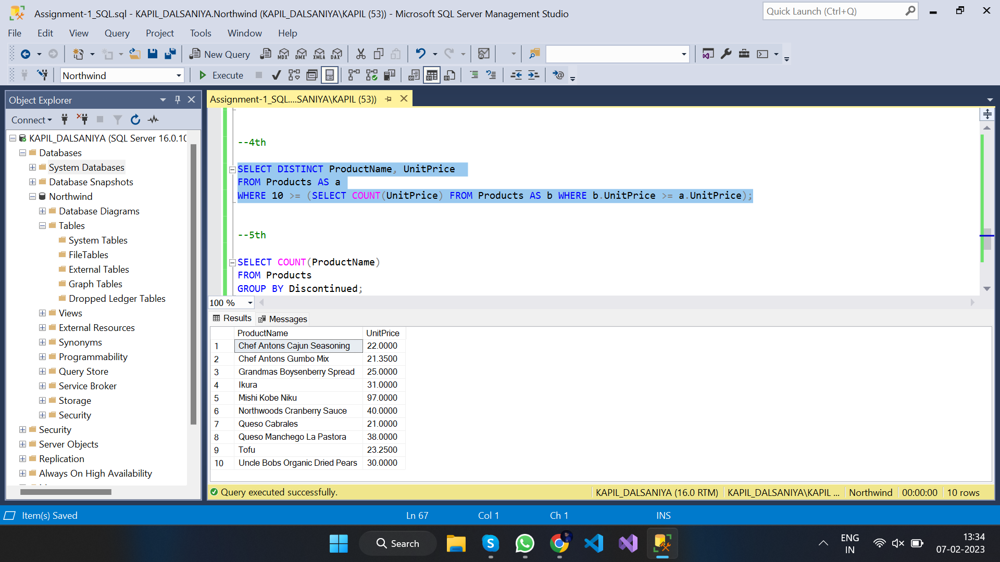 Assignment-1_SQL.sql - KAPIL_DALSANIYA.Northwind (KAPIL_DALSANIYA\KAPIL (53)) - Microsoft SQL Server Management Studio
Quick Launch (Ctrl+Q)
File Edit View Query Project Tools Window Help
New Query MDX DMX XMLA DAX
Northwind Execute
Object Explorer
Connect
KAPIL_DALSANIYA (SQL Server 16.0.10
Databases
System Databases
Database Snapshots
Northwind
Database Diagrams
Tables
System Tables
FileTables
External Tables
Graph Tables
Dropped Ledger Tables
Views
External Resources
Synonyms
Programmability
Query Store
Service Broker
Storage
Security
Security
Server Objects
Replication
Always On High Availability
Assignment-1_SQL....SANIYA\KAPIL (53))
--4th
SELECT DISTINCT ProductName, UnitPrice
FROM Products AS a
WHERE 10 >= (SELECT COUNT(UnitPrice) FROM Products AS b WHERE b.UnitPrice >= a.UnitPrice);
--5th
SELECT COUNT(ProductName)
FROM Products
GROUP BY Discontinued;
100 %
Results Messages
ProductName UnitPrice
1 Chef Antons Cajun Seasoning 22.0000
2 Chef Antons Gumbo Mix 21.3500
3 Grandmas Boysenberry Spread 25.0000
4 Ikura 31.0000
5 Mishi Kobe Niku 97.0000
6 Northwoods Cranberry Sauce 40.0000
7 Queso Cabrales 21.0000
8 Queso Manchego La Pastora 38.0000
9 Tofu 23.2500
10 Uncle Bobs Organic Dried Pears 30.0000
Query executed successfully. KAPIL_DALSANIYA (16.0 RTM) KAPIL_DALSANIYA\KAPIL ... Northwind 00:00:00 10 rows
Item(s) Saved Ln 67 Col 1 Ch 1 INS
Search
ENG
IN
13:34
07-02-2023